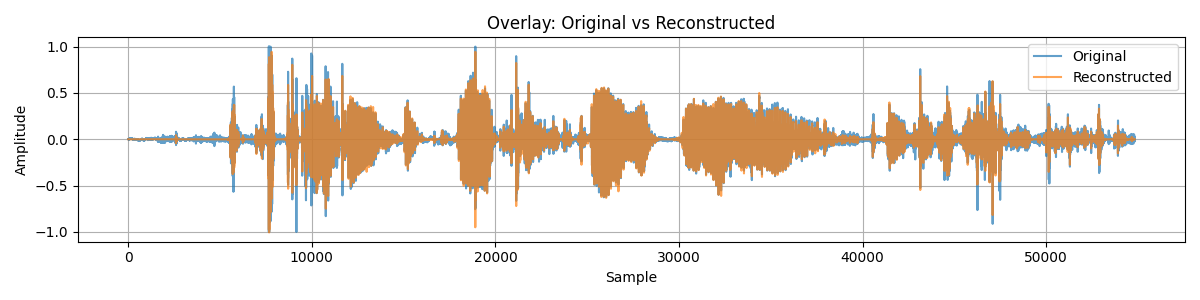 Overlay: Original vs Reconstructed
Amplitude
1.0
0.5
0.0
−0.5
−1.0
Original
Reconstructed
0 10000 20000 30000 40000 50000
Sample